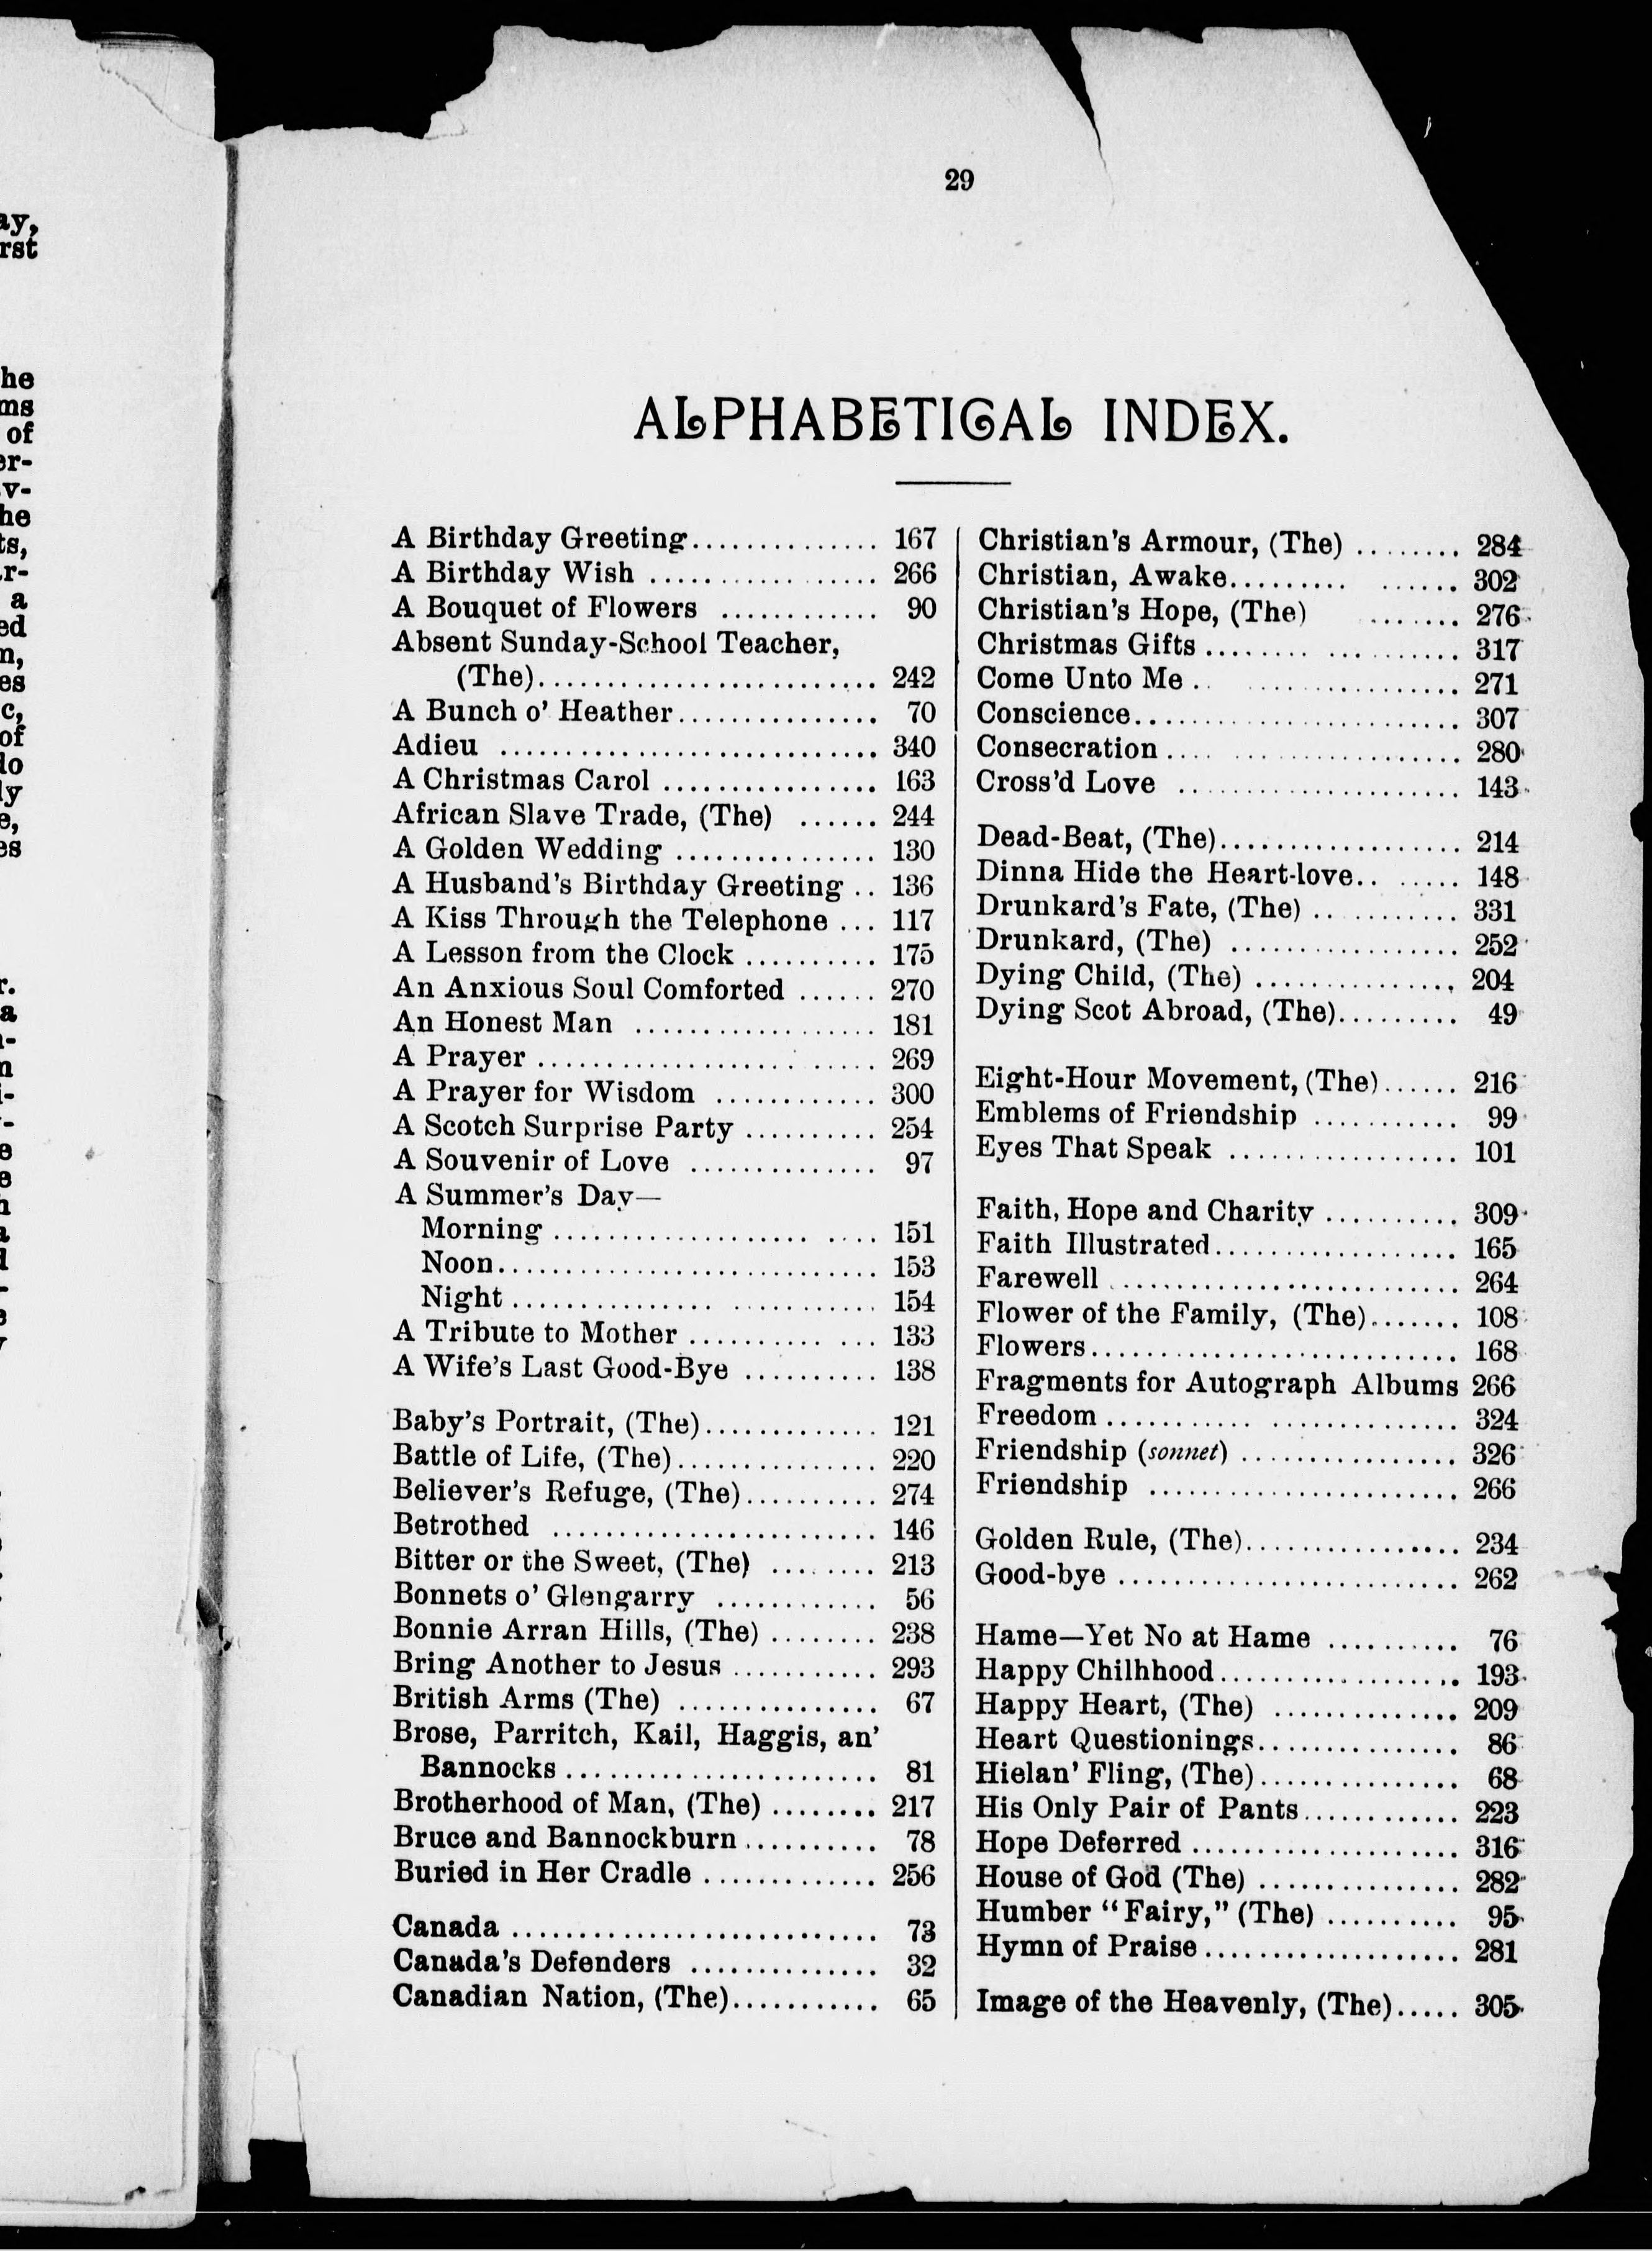 ay,
rst
he
ms
of
er-
v-
he
ts,
r-
a
ed
n,
es
c,
of
lo
ly
e,
es
r.
a
29
ALPHABETICAL INDEX.
A Birthday Greeting............... 167
A Birthday Wish .................. 266
A Bouquet of Flowers ............ 90
Absent Sunday-School Teacher,
(The).......................... 242
A Bunch o' Heather............... 70
Adieu ............................. 340
A Christmas Carol ................ 163
African Slave Trade, (The) ...... 244
A Golden Wedding ............... 130
A Husband's Birthday Greeting .. 136
A Kiss Through the Telephone ... 117
A Lesson from the Clock .......... 175
An Anxious Soul Comforted ...... 270
An Honest Man .................. 181
A Prayer .......................... 269
A Prayer for Wisdom ............ 300
A Scotch Surprise Party .......... 254
A Souvenir of Love .............. 97
A Summer's Day—
Morning ....................... 151
Noon............................. 153
Night .......................... 154
A Tribute to Mother ............. 133
A Wife's Last Good-Bye .......... 138
Baby's Portrait, (The)............. 121
Battle of Life, (The)............... 220
Believer's Refuge, (The).......... 274
Betrothed ......................... 146
Bitter or the Sweet, (The) ........ 213
Bonnets o' Glengarry ............ 56
Bonnie Arran Hills, (The) ........ 238
Bring Another to Jesus ........... 293
British Arms (The) ............... 67
Brose, Parritch, Kail, Haggis, an'
Bannocks ........................ 81
Brotherhood of Man, (The) ........ 217
Bruce and Bannockburn .......... 78
Buried in Her Cradle ............. 256
Canada ............................ 73
Canada's Defenders .............. 32
Canadian Nation, (The)........... 65
Christian's Armour, (The) ........ 284
Christian, Awake......... ...... 302
Christian's Hope, (The) ....... 276
Christmas Gifts ........ .......... 317
Come Unto Me .. ................ 271
Conscience......................... 307
Consecration .... ................. 280
Cross'd Love ..................... 143
Dead-Beat, (The).................. 214
Dinna Hide the Heart-love.. ...... 148
Drunkard's Fate, (The) ........... 331
Drunkard, (The) ................. 252
Dying Child, (The) ............... 204
Dying Scot Abroad, (The)......... 49
Eight-Hour Movement, (The)...... 216
Emblems of Friendship ........... 99
Eyes That Speak ................. 101
Faith, Hope and Charity .......... 309
Faith Illustrated.................. 165
Farewell .......................... 264
Flower of the Family, (The)....... 108
Flowers............................ 168
Fragments for Autograph Albums 266
Freedom ........... .............. 324
Friendship (sonnet) ................ 326
Friendship ....................... 266
Golden Rule, (The)................ 234
Good-bye ......................... 262
Hame—Yet No at Hame .......... 76
Happy Chilhhood.................. 193
Happy Heart, (The) .............. 209
Heart Questionings............... 86
Hielan' Fling, (The)............... 68
His Only Pair of Pants............ 223
Hope Deferred .................... 316
House of God (The) ............... 282
Humber "Fairy," (The) .......... 95
Hymn of Praise................... 281
Image of the Heavenly, (The)..... 305